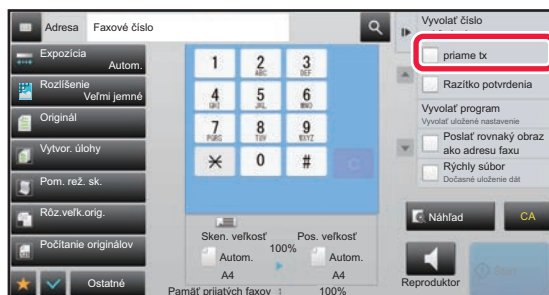 Adresa Faxové číslo
Expozícia
Autom.
Rozlíšenie
Veľmi jemné
Originál
Vytvor. úlohy
Pom. rež. sk.
Rôz.veľk.orig.
Počítanie originálov
Ostatné
1 2 3
ABC DEF
4 5 6
GHI JKL MNO
7 8 9
PQRS TUV WXYZ
0 #
C
Sken. veľkosť Pos. veľkosť
100%
Autom. Autom.
A4 A4
Pamäť prijatých faxov : 100%
Vyvolať číslo
priame tx
Razítko potvrdenia
Vyvolať program
Vyvolať uložené nastavenie
Poslať rovnaký obraz
ako adresu faxu
Rýchly súbor
Dočasné uloženie dát
Náhľad CA
Reproduktor
Start